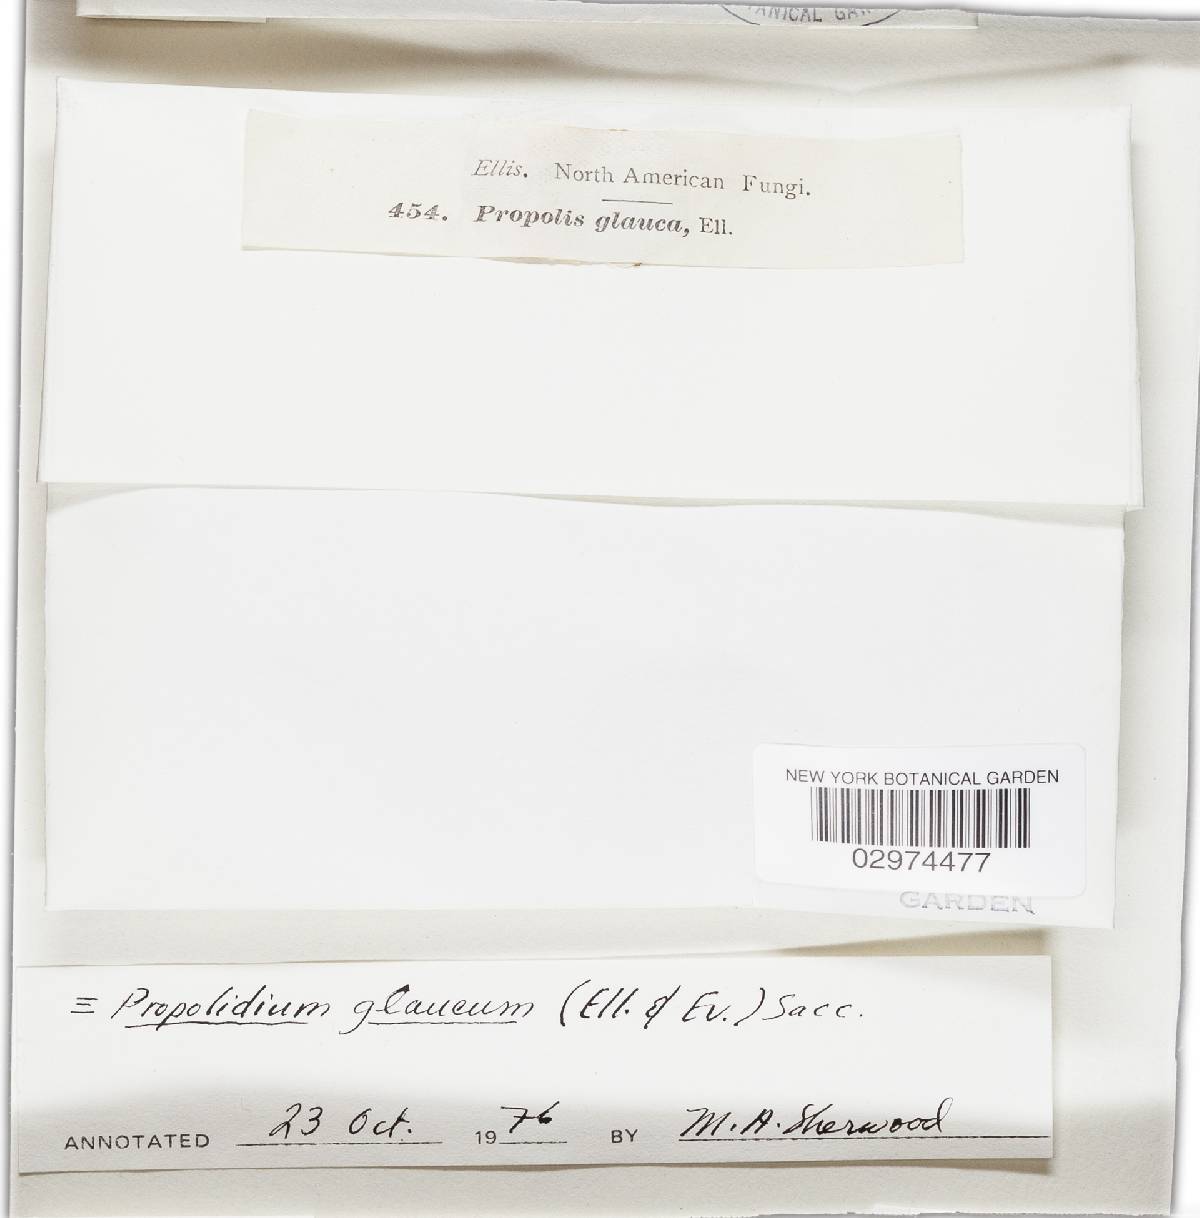 Ellis. North American Fungi.
454. Propolis glauca, Ell.
NEW YORK BOTANICAL GARDEN
02974477
GARDEN
≡ Propolidium glaucum (Ell. & Ev.) Sacc.
ANNOTATED 23 Oct. 1976 BY M. A. Sherwood